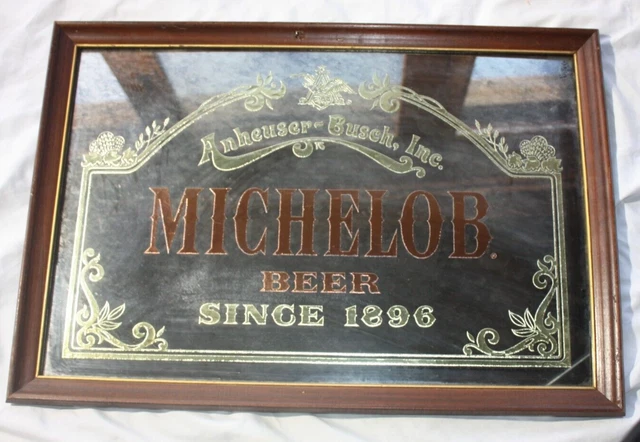 Anheuser-Busch, Inc.
MICHELOB.
BEER
SINCE 1896